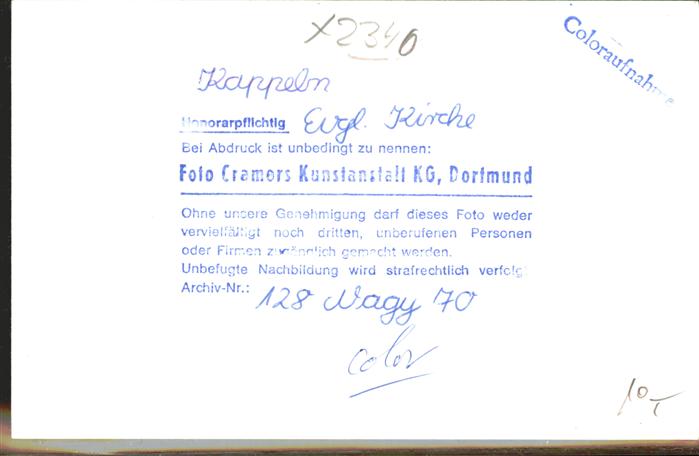 X2340
Coloraufnahme
Kappeln
Honorarpflichtig Evgl. Kirche
Bei Abdruck ist unbedingt zu nennen:
Foto Cramers Kunstanstalt KG, Dortmund
Ohne unsere Genehmigung darf dieses Foto weder
vervielfältigt noch dritten, unberufenen Personen
oder Firmen zugänglich gemacht werden.
Unbefugte Nachbildung wird strafrechtlich verfolg
Archiv-Nr.: 128 Nagy 70
color
10,-